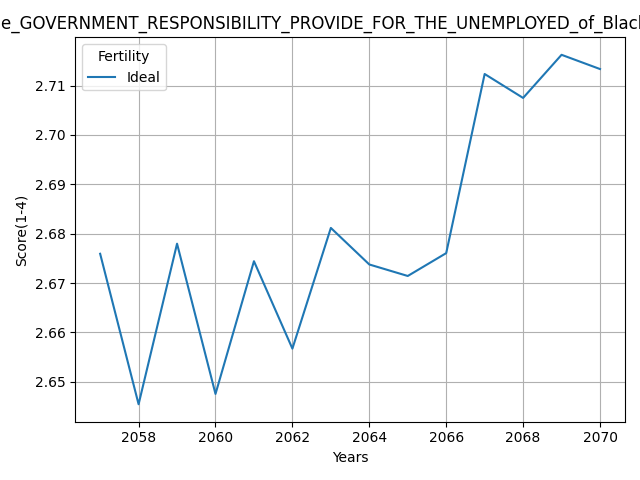 e_GOVERNMENT_RESPONSIBILITY_PROVIDE_FOR_THE_UNEMPLOYED_of_Black
Fertility
Ideal
2.71
2.70
2.69
2.68
2.67
2.66
2.65
Score(1-4)
2058 2060 2062 2064 2066 2068 2070
Years